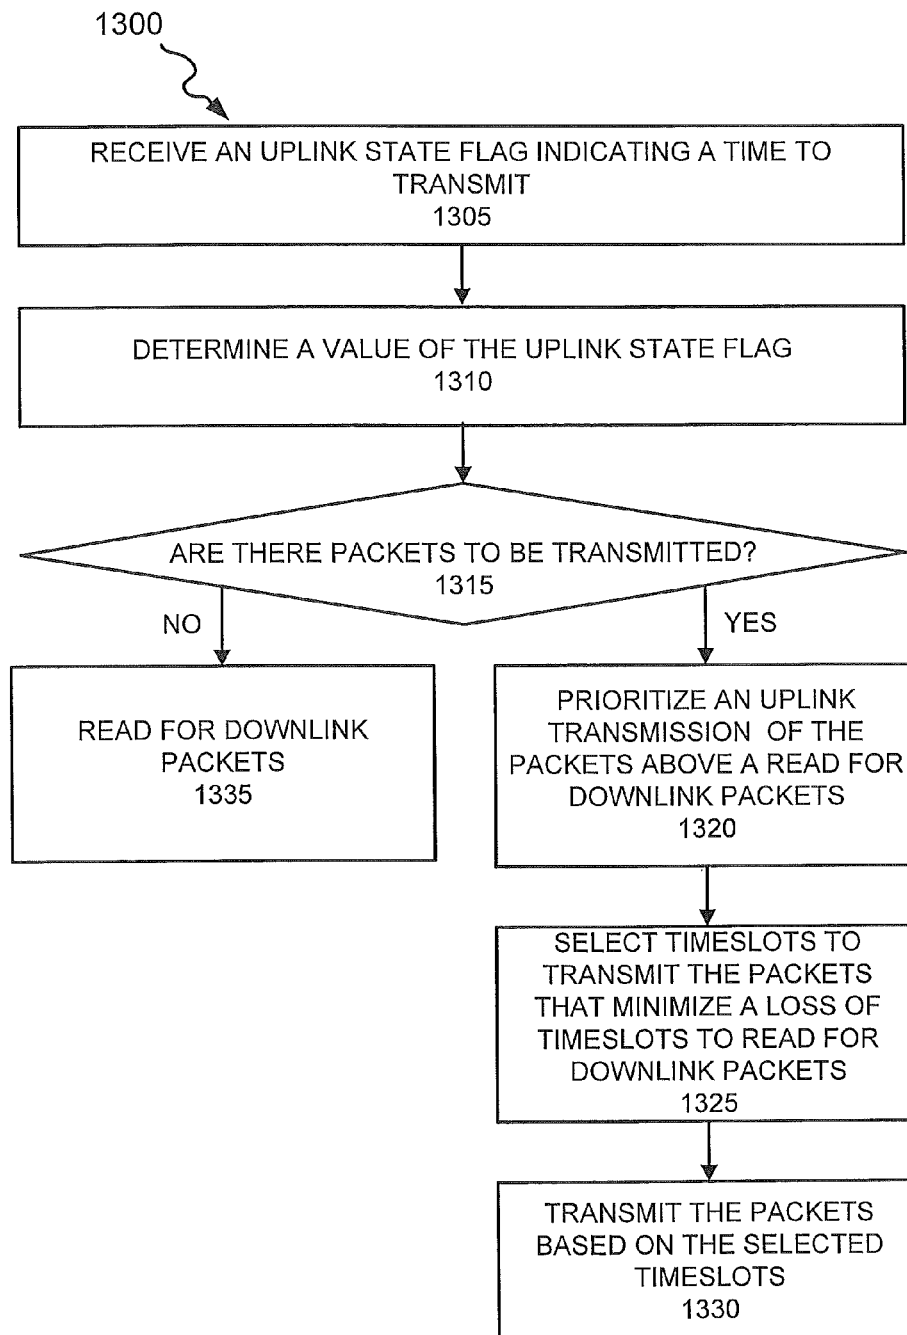 1300
RECEIVE AN UPLINK STATE FLAG INDICATING A TIME TO
TRANSMIT
1305
DETERMINE A VALUE OF THE UPLINK STATE FLAG
1310
ARE THERE PACKETS TO BE TRANSMITTED?
1315
NO
YES
READ FOR DOWNLINK
PACKETS
1335
PRIORITIZE AN UPLINK
TRANSMISSION OF THE
PACKETS ABOVE A READ FOR
DOWNLINK PACKETS
1320
SELECT TIMESLOTS TO
TRANSMIT THE PACKETS
THAT MINIMIZE A LOSS OF
TIMESLOTS TO READ FOR
DOWNLINK PACKETS
1325
TRANSMIT THE PACKETS
BASED ON THE SELECTED
TIMESLOTS
1330